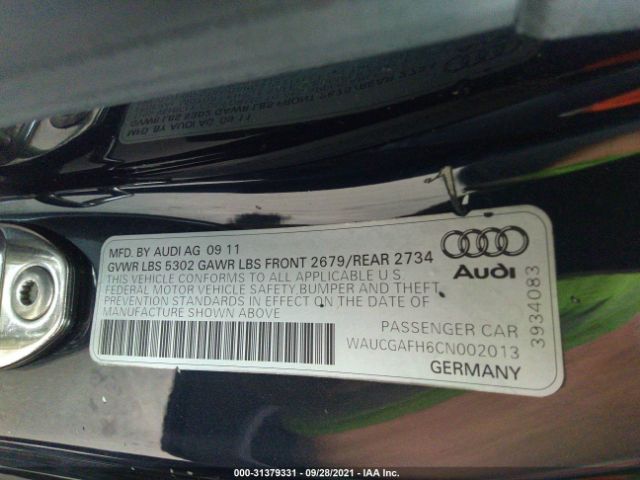 MFD. BY AUDI AG 09 11
GVWR LBS 5302 GAWR LBS FRONT 2679/REAR 2734
THIS VEHICLE CONFORMS TO ALL APPLICABLE U S
FEDERAL MOTOR VEHICLE SAFETY BUMPER AND THEFT
PREVENTION STANDARDS IN EFFECT ON THE DATE OF
MANUFACTURE SHOWN ABOVE
Audi
PASSENGER CAR
WAUCGAFH6CN002013
GERMANY
3934083
000-31379331 - 09/28/2021 - IAA Inc.